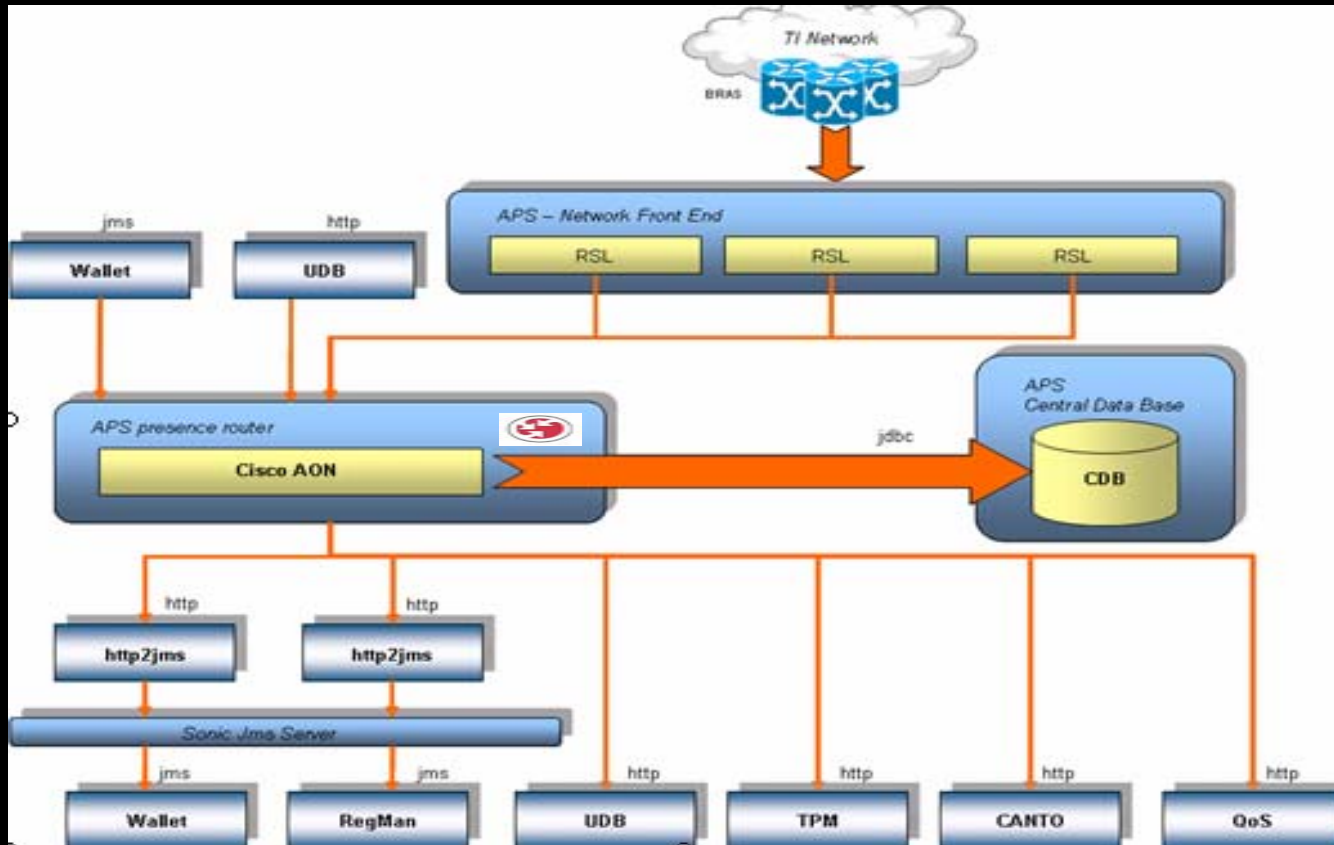 TI Network
BRAS
APS – Network Front End
RSL RSL RSL
jms
Wallet
http
UDB
APS presence router
Cisco AON
jdbc
APS
Central Data Base
CDB
http
http2jms
http
http2jms
Sonic Jms Server
jms
Wallet
jms
RegMan
http
UDB
http
TPM
http
CANTO
http
QoS